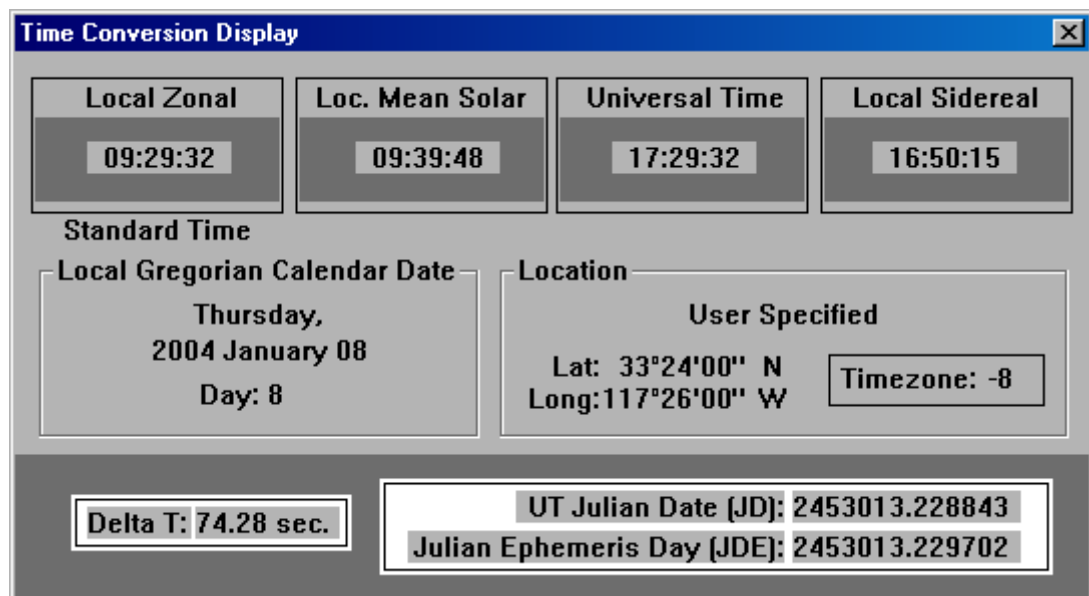 Time Conversion Display
Local Zonal
09:29:32
Loc. Mean Solar
09:39:48
Universal Time
17:29:32
Local Sidereal
16:50:15
Standard Time
Local Gregorian Calendar Date
Thursday,
2004 January 08
Day: 8
Location
User Specified
Lat: 33°24'00" N
Long:117°26'00" W
Timezone: -8
Delta T: 74.28 sec.
UT Julian Date (JD): 2453013.228843
Julian Ephemeris Day (JDE): 2453013.229702